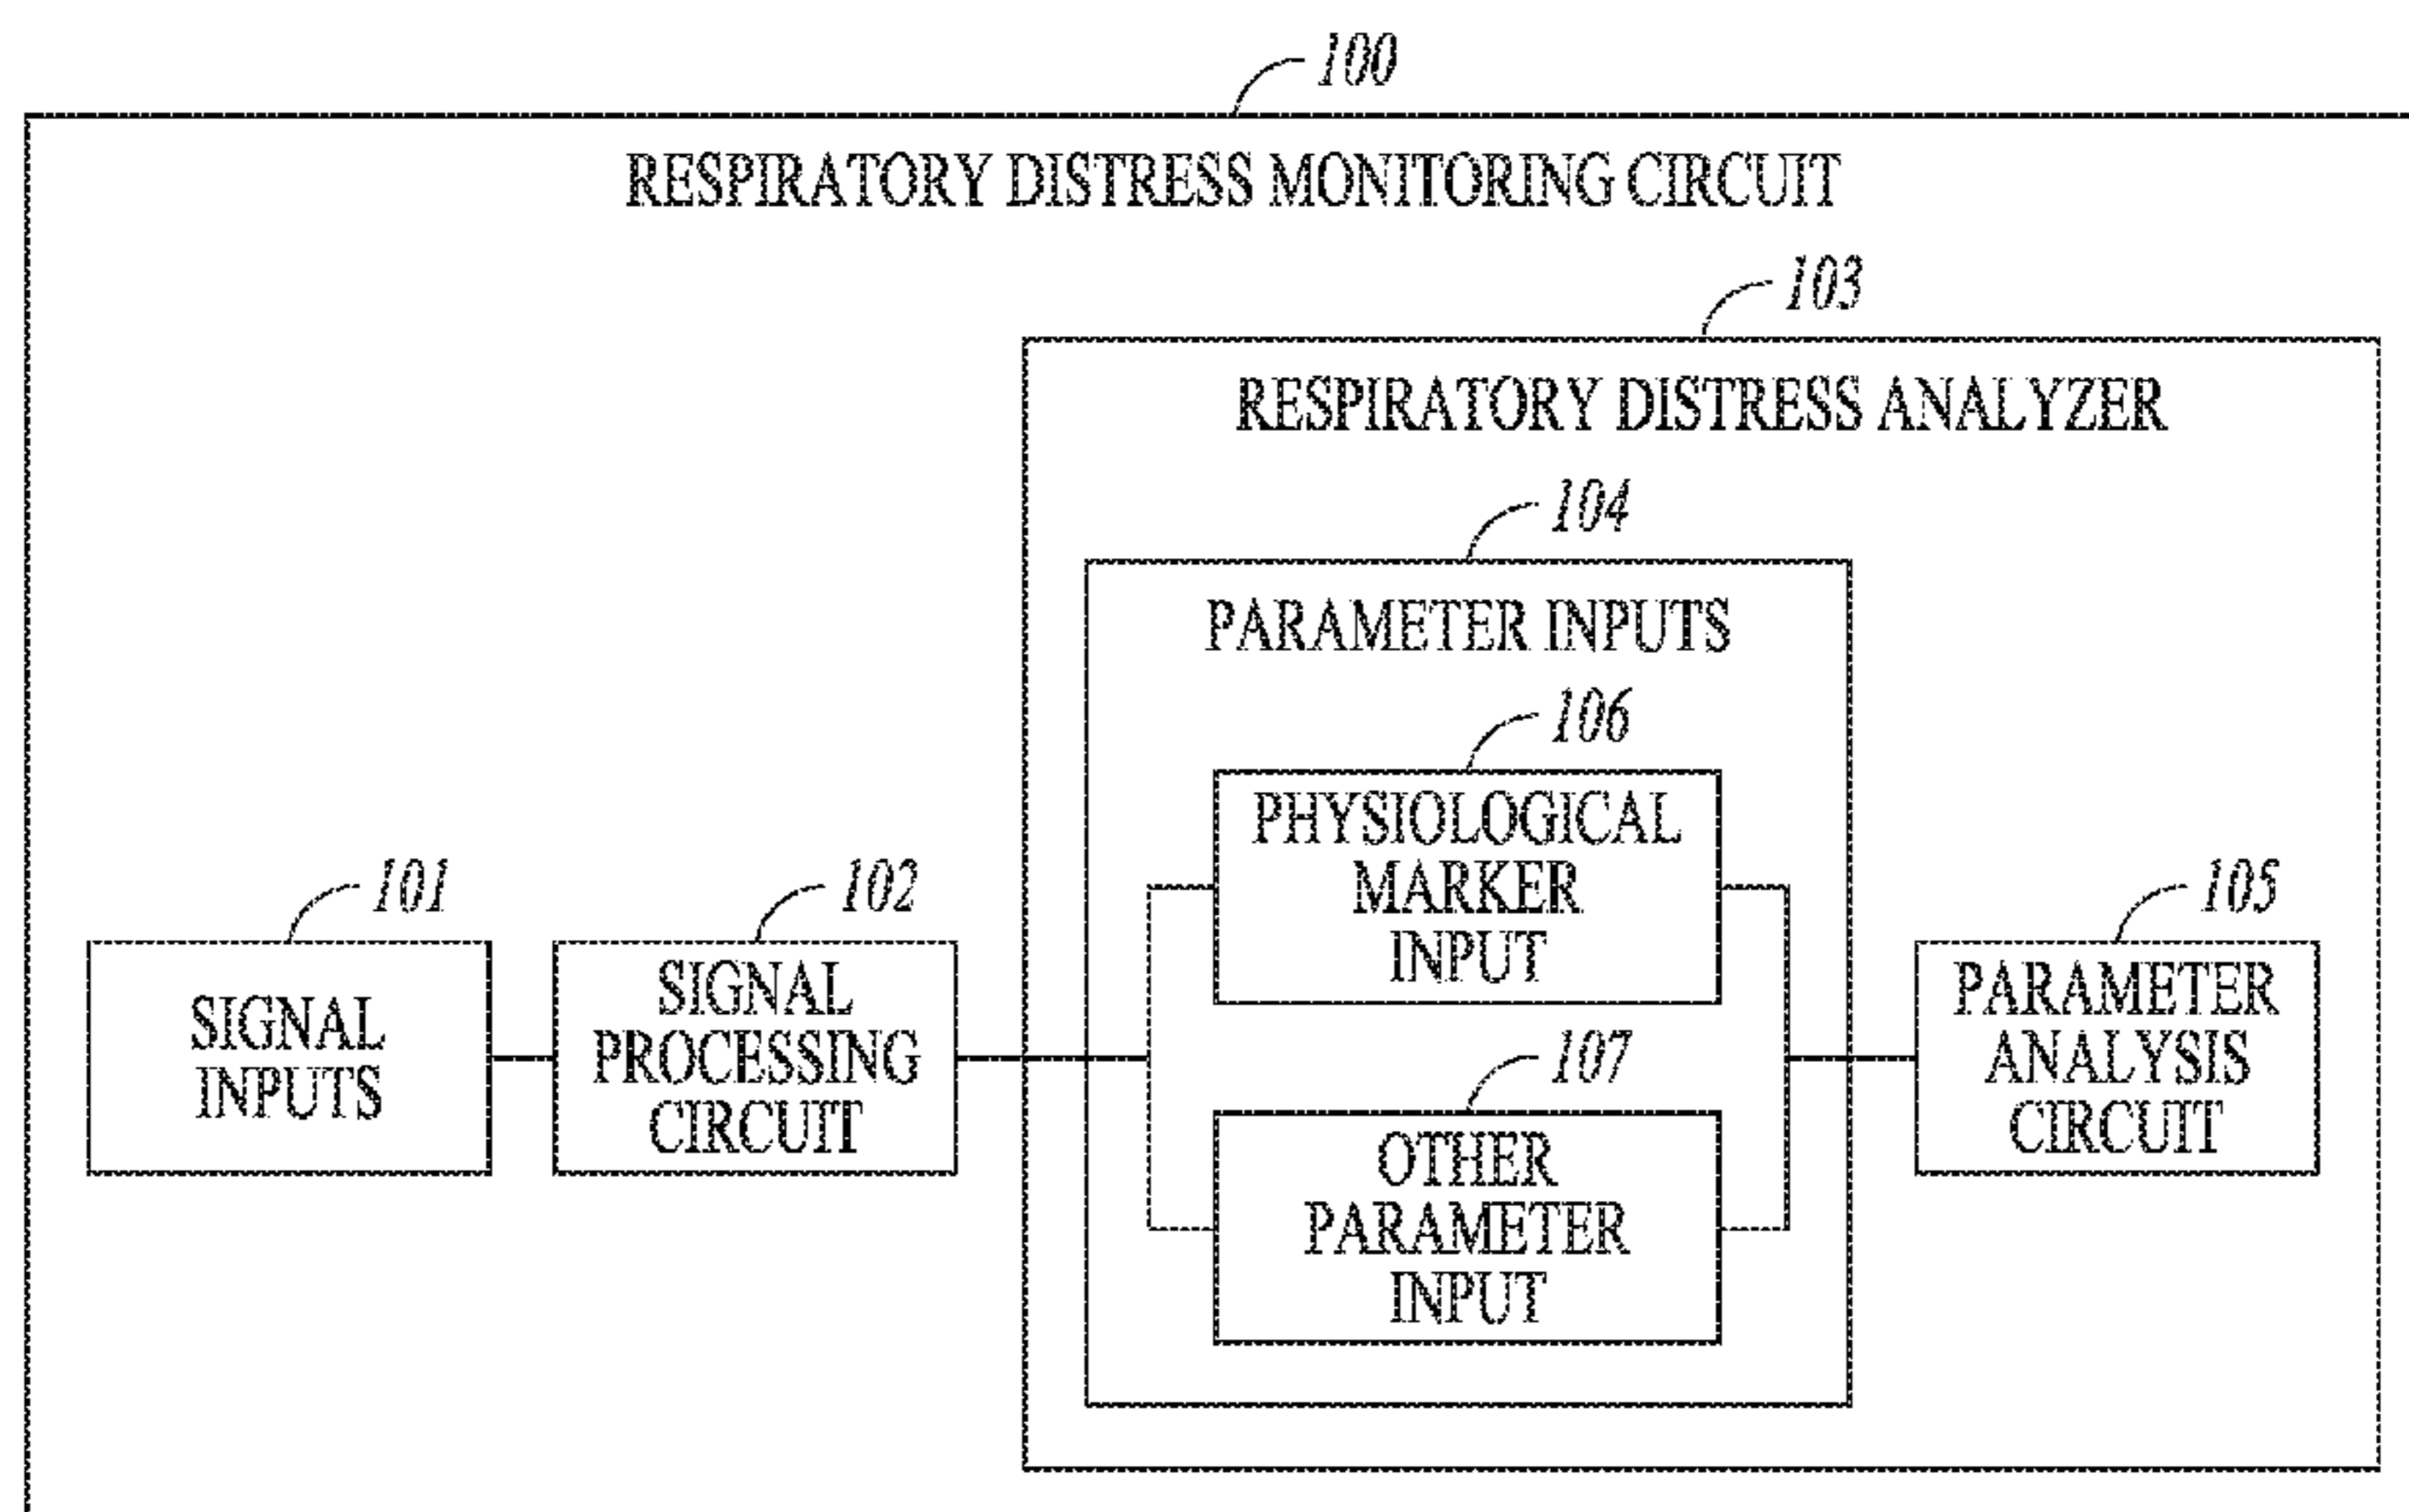 100
RESPIRATORY DISTRESS MONITORING CIRCUIT
103
RESPIRATORY DISTRESS ANALYZER
104
PARAMETER INPUTS
106
PHYSIOLOGICAL
MARKER
INPUT
101
SIGNAL
INPUTS
102
SIGNAL
PROCESSING
CIRCUIT
107
OTHER
PARAMETER
INPUT
105
PARAMETER
ANALYSIS
CIRCUIT